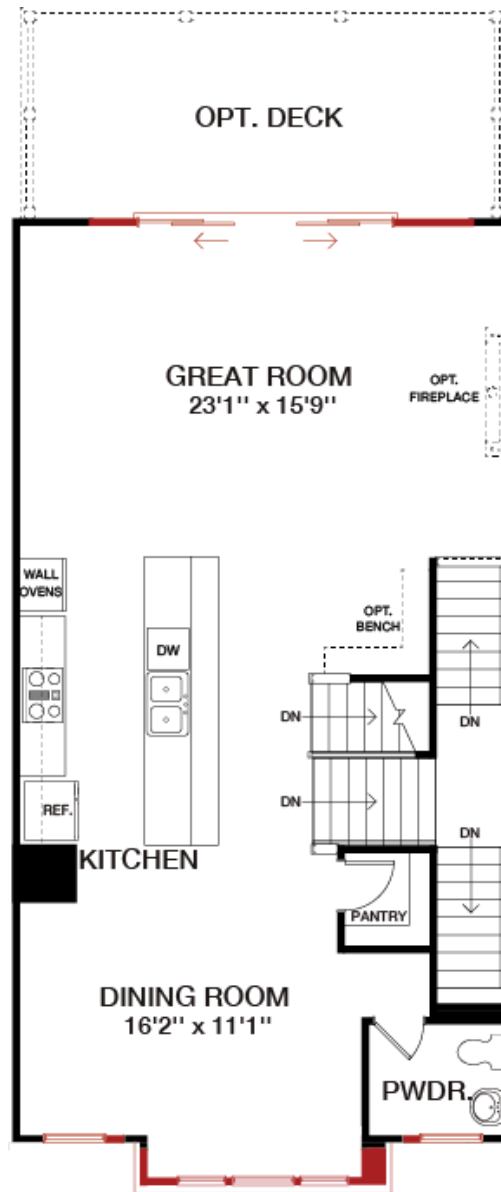 OPT. DECK
GREAT ROOM
23'1'' x 15'9''
OPT.
FIREPLACE
WALL
OVENS
OPT.
BENCH
DW
DN
DN
DN
REF.
DN
KITCHEN
PANTRY
DINING ROOM
16'2'' x 11'1''
PWDR.